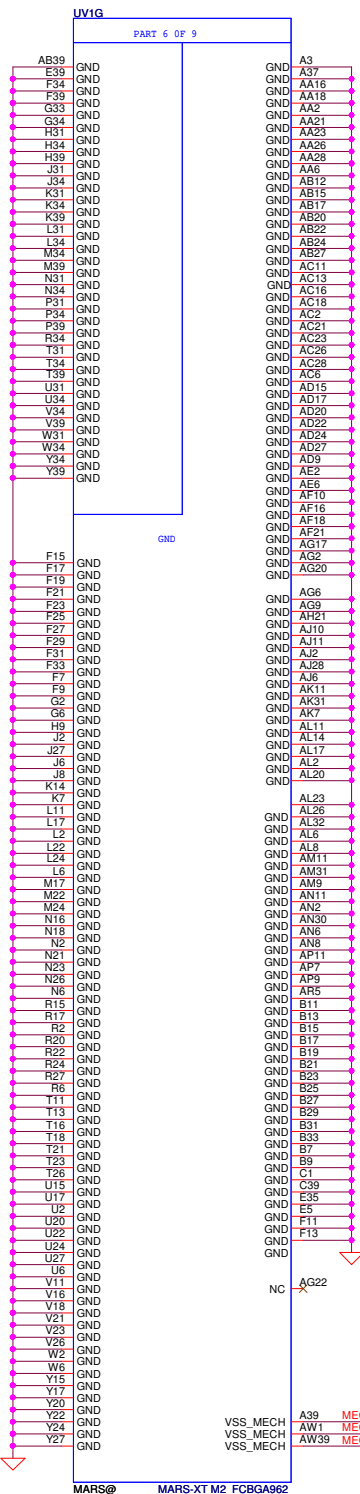 UV1G
PART 6 OF 9
AB39 GND GND A3
E39 GND GND A37
F34 GND GND AA16
F39 GND GND AA18
G33 GND GND AA2
G34 GND GND AA21
H31 GND GND AA23
H34 GND GND AA26
H39 GND GND AA28
J31 GND GND AA6
J34 GND GND AB12
K31 GND GND AB15
K34 GND GND AB17
K39 GND GND AB20
L31 GND GND AB22
L34 GND GND AB24
M34 GND GND AB27
M39 GND GND AC11
N31 GND GND AC13
N34 GND GND AC16
P31 GND GND AC18
P34 GND GND AC2
P39 GND GND AC21
R34 GND GND AC23
T31 GND GND AC26
T34 GND GND AC28
T39 GND GND AC6
U31 GND GND AD15
U34 GND GND AD17
V34 GND GND AD20
V39 GND GND AD22
W31 GND GND AD24
W34 GND GND AD27
Y34 GND GND AD9
Y39 GND GND AE2
GND AE6
GND AF10
GND AF16
GND AF18
GND AF21
GND GND AG17
F15 GND GND AG2
F17 GND GND AG20
F19 GND
F21 GND GND AG6
F23 GND GND AG9
F25 GND GND AH21
F27 GND GND AJ10
F29 GND GND AJ11
F31 GND GND AJ2
F33 GND GND AJ28
F7 GND GND AJ6
F9 GND GND AK11
G2 GND GND AK31
G6 GND GND AK7
H9 GND GND AL11
J2 GND GND AL14
J27 GND GND AL17
J6 GND GND AL2
J8 GND GND AL20
K14 GND
K7 GND AL23
L11 GND GND AL26
L17 GND GND AL32
L2 GND GND AL6
L22 GND GND AL8
L24 GND GND AM11
L6 GND GND AM31
M17 GND GND AM9
M22 GND GND AN11
M24 GND GND AN2
N16 GND GND AN30
N18 GND GND AN6
N2 GND GND AN8
N21 GND GND AP11
N23 GND GND AP7
N26 GND GND AP9
N6 GND GND AR5
R15 GND GND B11
R17 GND GND B13
R2 GND GND B15
R20 GND GND B17
R22 GND GND B19
R24 GND GND B21
R27 GND GND B23
R6 GND GND B25
T11 GND GND B27
T13 GND GND B29
T16 GND GND B31
T18 GND GND B33
T21 GND GND B7
T23 GND GND B9
T26 GND GND C1
U15 GND GND C39
U17 GND GND E35
U2 GND GND E5
U20 GND GND F11
U22 GND GND F13
U24 GND GND
U27 GND
U6 GND
V11 GND NC AG22
V16 GND
V18 GND
V21 GND
V23 GND
V26 GND
W2 GND
W6 GND
Y15 GND
Y17 GND
Y20 GND
Y22 GND VSS_MECH A39
Y24 GND VSS_MECH AW1
Y27 GND VSS_MECH AW39
MARS@ MARS-XT M2 FCBGA962